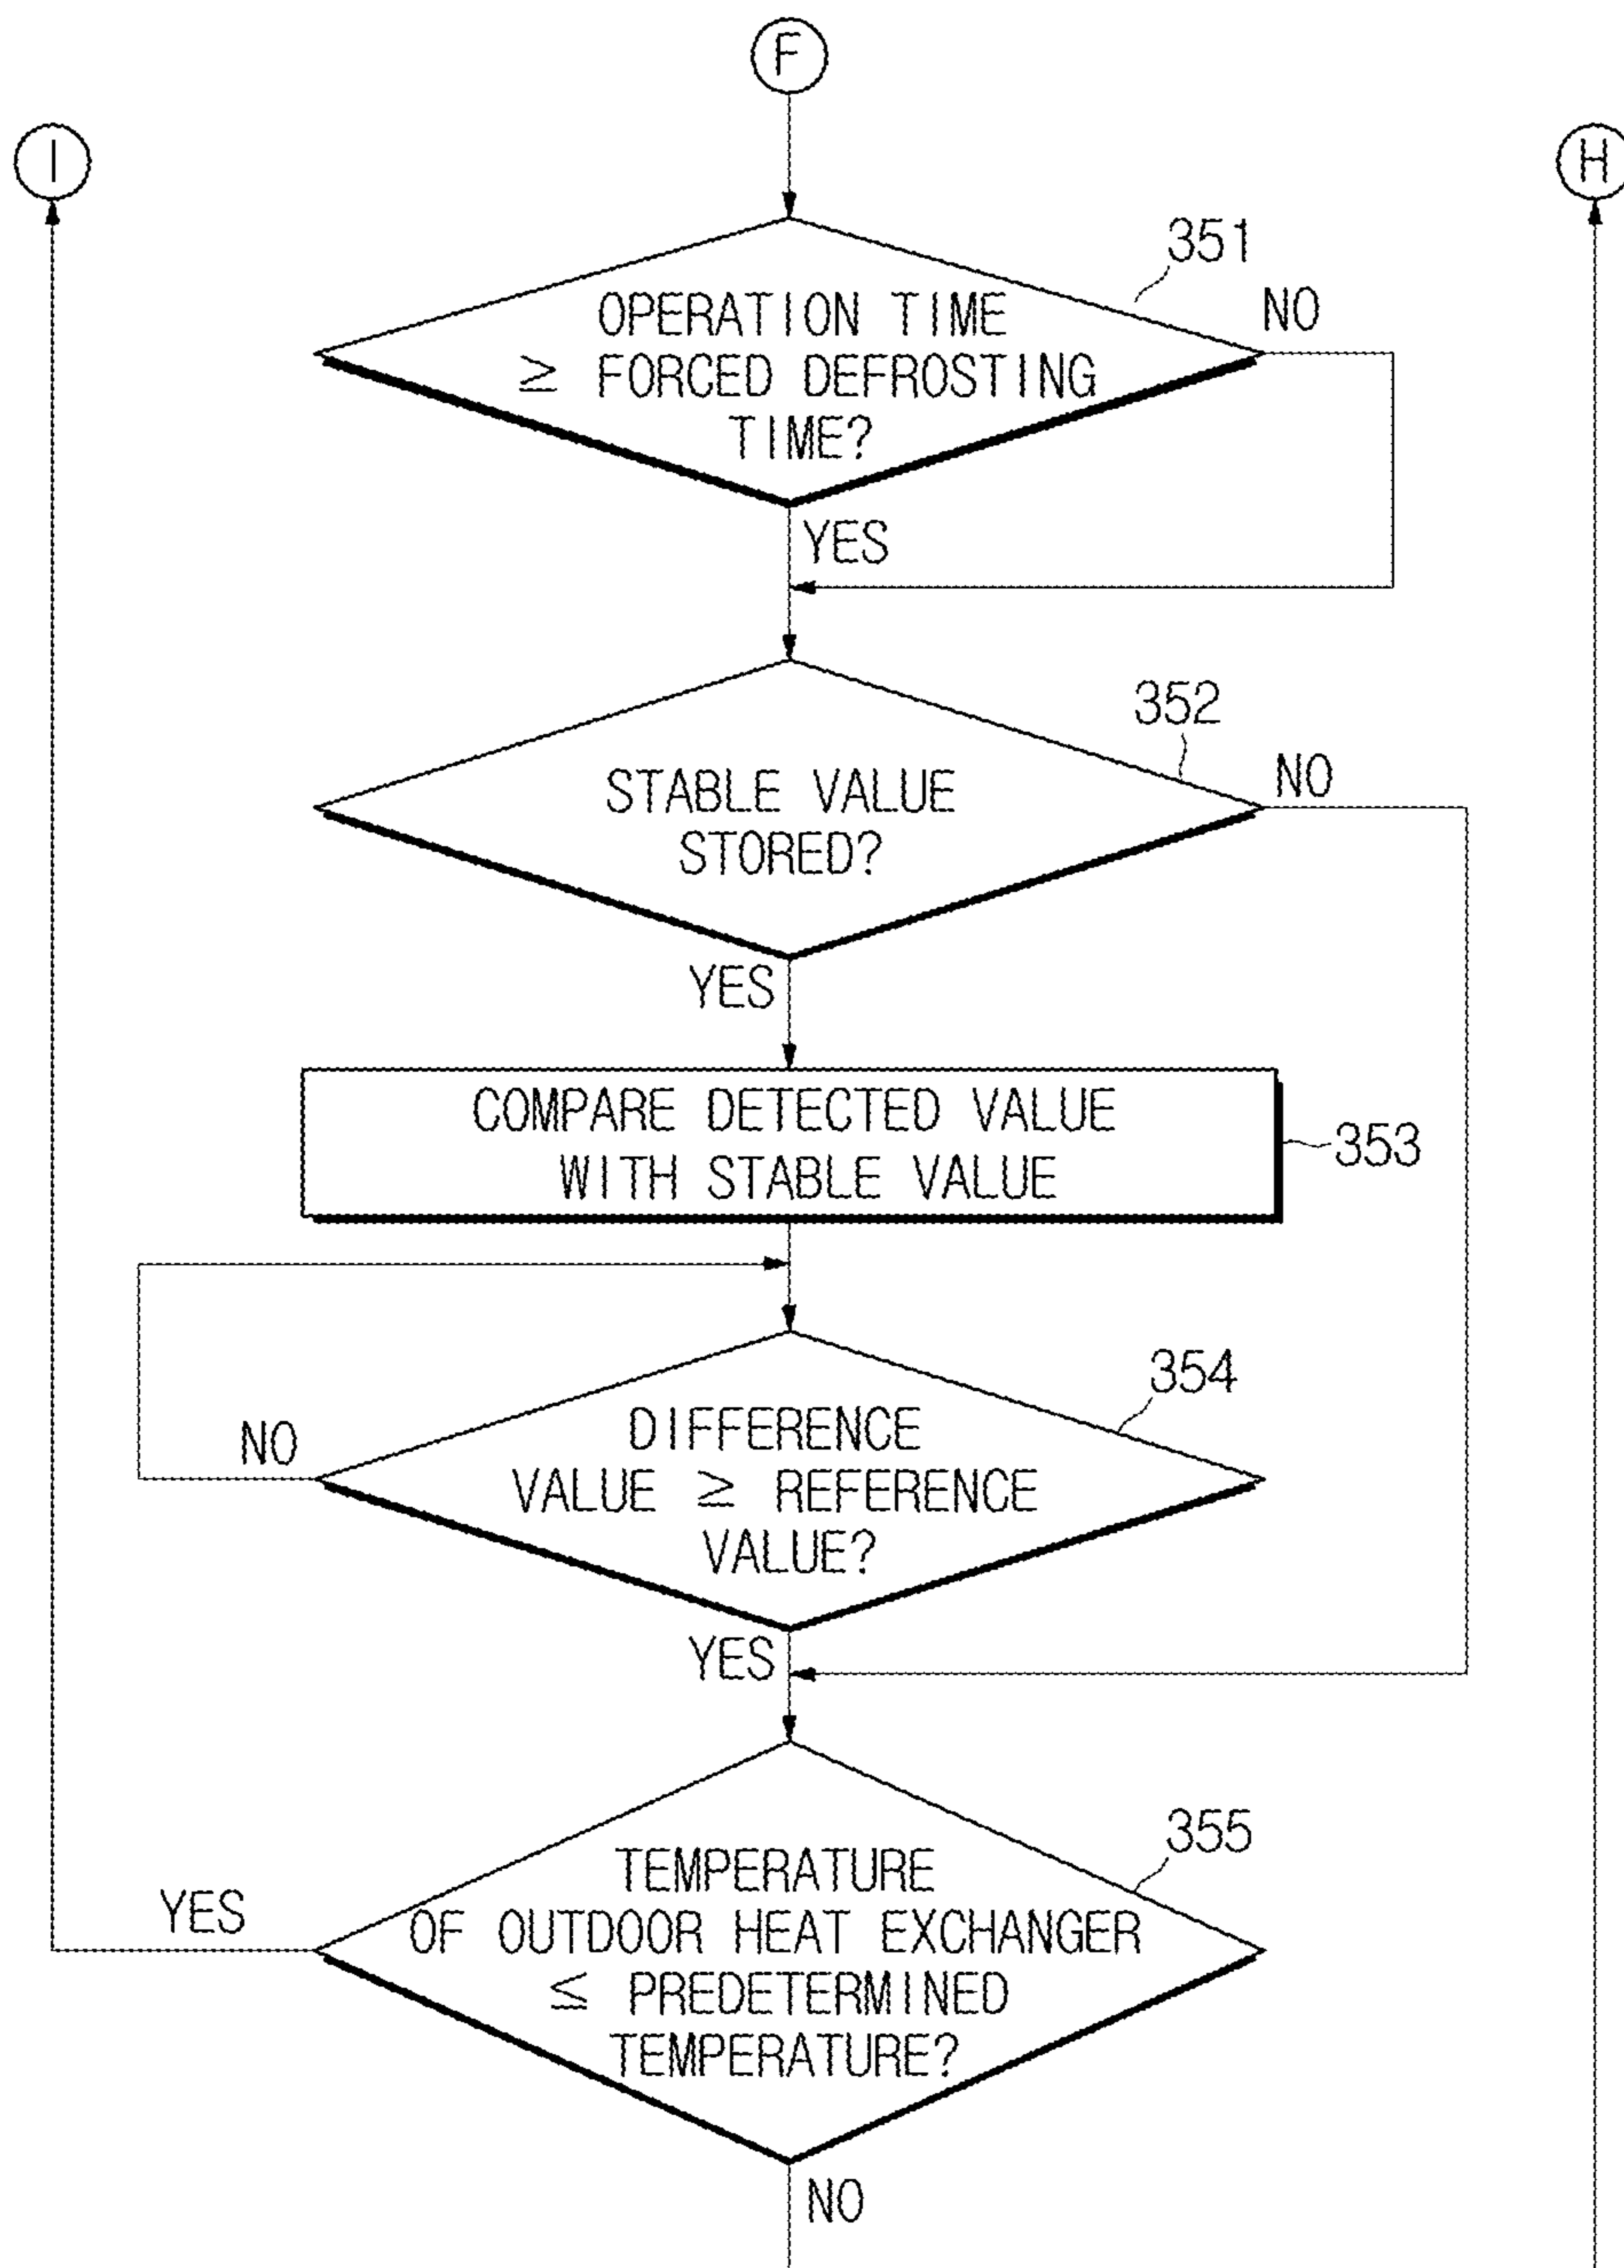 F
I
H
351
OPERATION TIME
≥ FORCED DEFROSTING
TIME?
NO
YES
352
STABLE VALUE
STORED?
NO
YES
COMPARE DETECTED VALUE
WITH STABLE VALUE
353
354
DIFFERENCE
VALUE ≥ REFERENCE
VALUE?
NO
YES
355
TEMPERATURE
OF OUTDOOR HEAT EXCHANGER
≤ PREDETERMINED
TEMPERATURE?
YES
NO